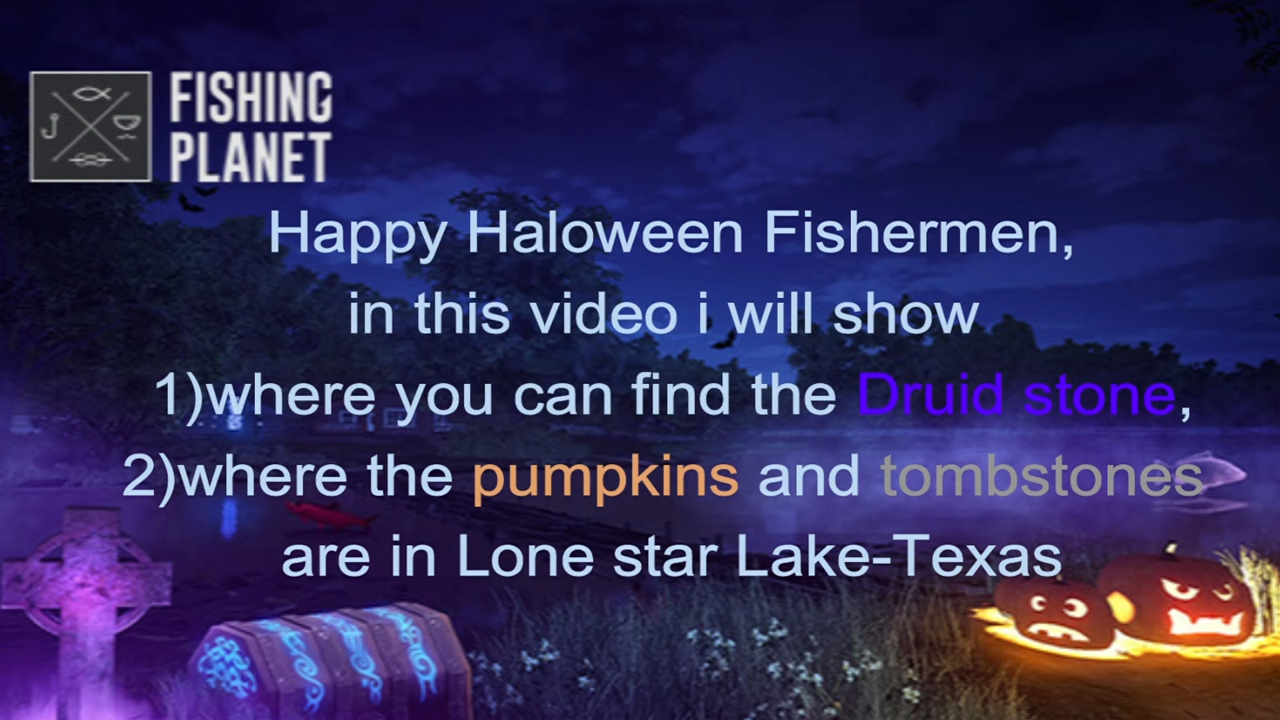 FISHING
PLANET
Happy Haloween Fishermen,
in this video i will show
1)where you can find the Druid stone,
2)where the pumpkins and tombstones
are in Lone star Lake-Texas